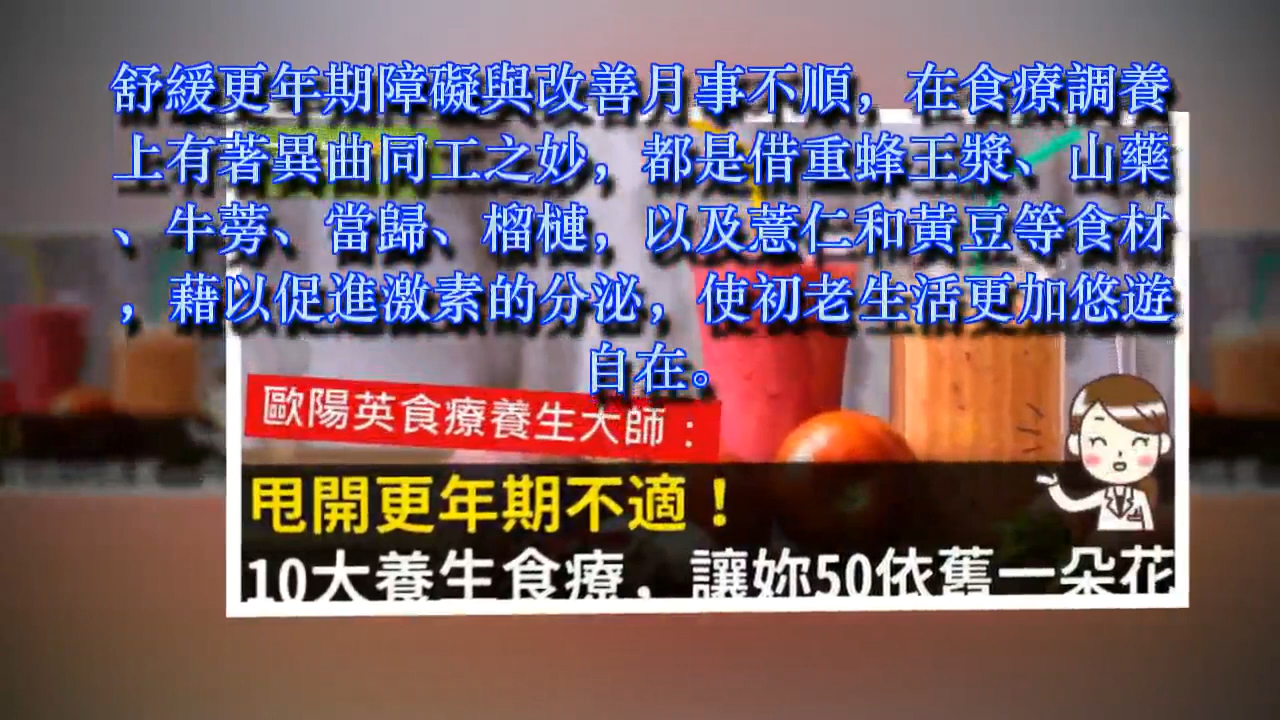 舒緩更年期障礙與改善月事不順，在食療調養
上有著異曲同工之妙，都是借重蜂王漿、山藥
、牛蒡、當歸、榴槤，以及薏仁和黃豆等食材
，藉以促進激素的分泌，使初老生活更加悠遊
自在。
歐陽英食療養生大師：
甩開更年期不適！
10大養生食療，讓妳50依舊一朵花